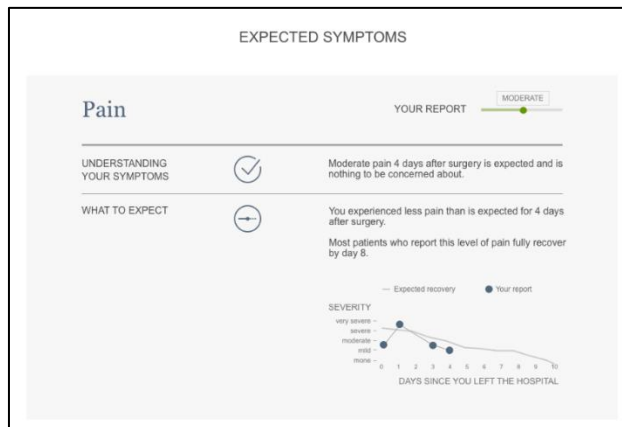 EXPECTED SYMPTOMS
Pain
YOUR REPORT
MODERATE
UNDERSTANDING
YOUR SYMPTOMS
Moderate pain 4 days after surgery is expected and is
nothing to be concerned about.
WHAT TO EXPECT
You experienced less pain than is expected for 4 days
after surgery.
Most patients who report this level of pain fully recover
by day 8.
Expected recovery
Your report
SEVERITY
very severe
severe
moderate
mild
mone
0 1 2 3 4 5 6 7 8 9 10
DAYS SINCE YOU LEFT THE HOSPITAL